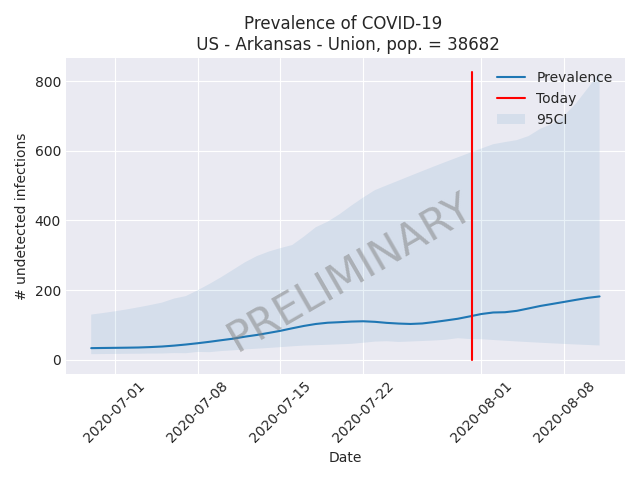 Prevalence of COVID-19
US - Arkansas - Union, pop. = 38682
Prevalence
Today
95CI
800
600
400
200
0
# undetected infections
PRELIMINARY
2020-07-01
2020-07-08
2020-07-15
2020-07-22
2020-08-01
2020-08-08
Date